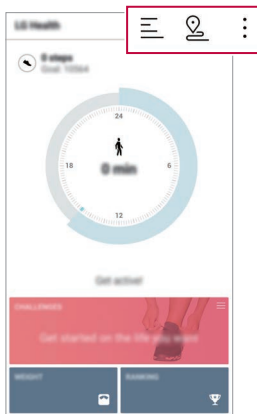 LG Health
0 steps
Goal: 10364
24
18
6
0 min
12
Get active!
CHALLENGES
Get started on the life you want
WEIGHT
RANKING